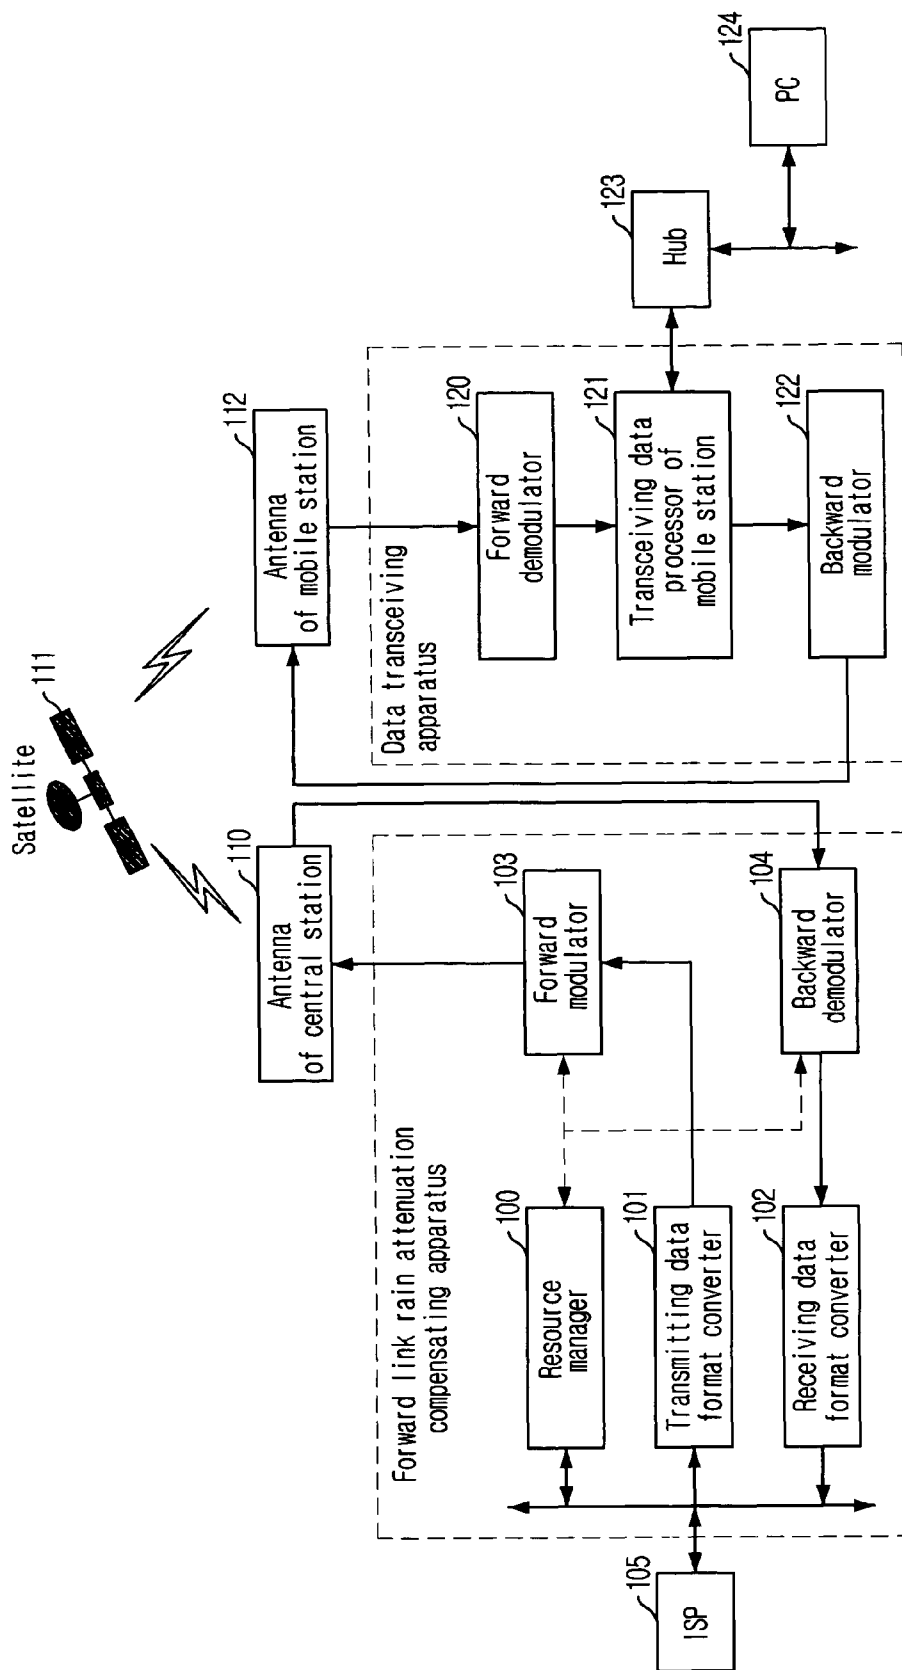 Satellite
111
110
Antenna
of central station
112
Antenna
of mobile station
Forward link rain attenuation
compensating apparatus
100
Resource
manager
103
Forward
modulator
101
Transmitting data
format converter
102
Receiving data
format converter
104
Backward
demodulator
105
ISP
Data transceiving
apparatus
120
Forward
demodulator
121
Transceiving data
processor of
mobile station
122
Backward
modulator
123
Hub
124
PC